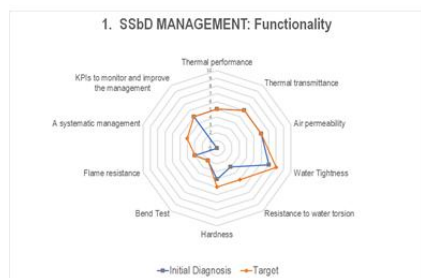 1. SSbD MANAGEMENT: Functionality
Thermal performance
KPIs to monitor and improve
the management
Thermal transmittance
A systematic management
Air permeability
Flame resistance
Water Tightness
Bend Test
Resistance to water torsion
Hardness
Initial Diagnosis
Target